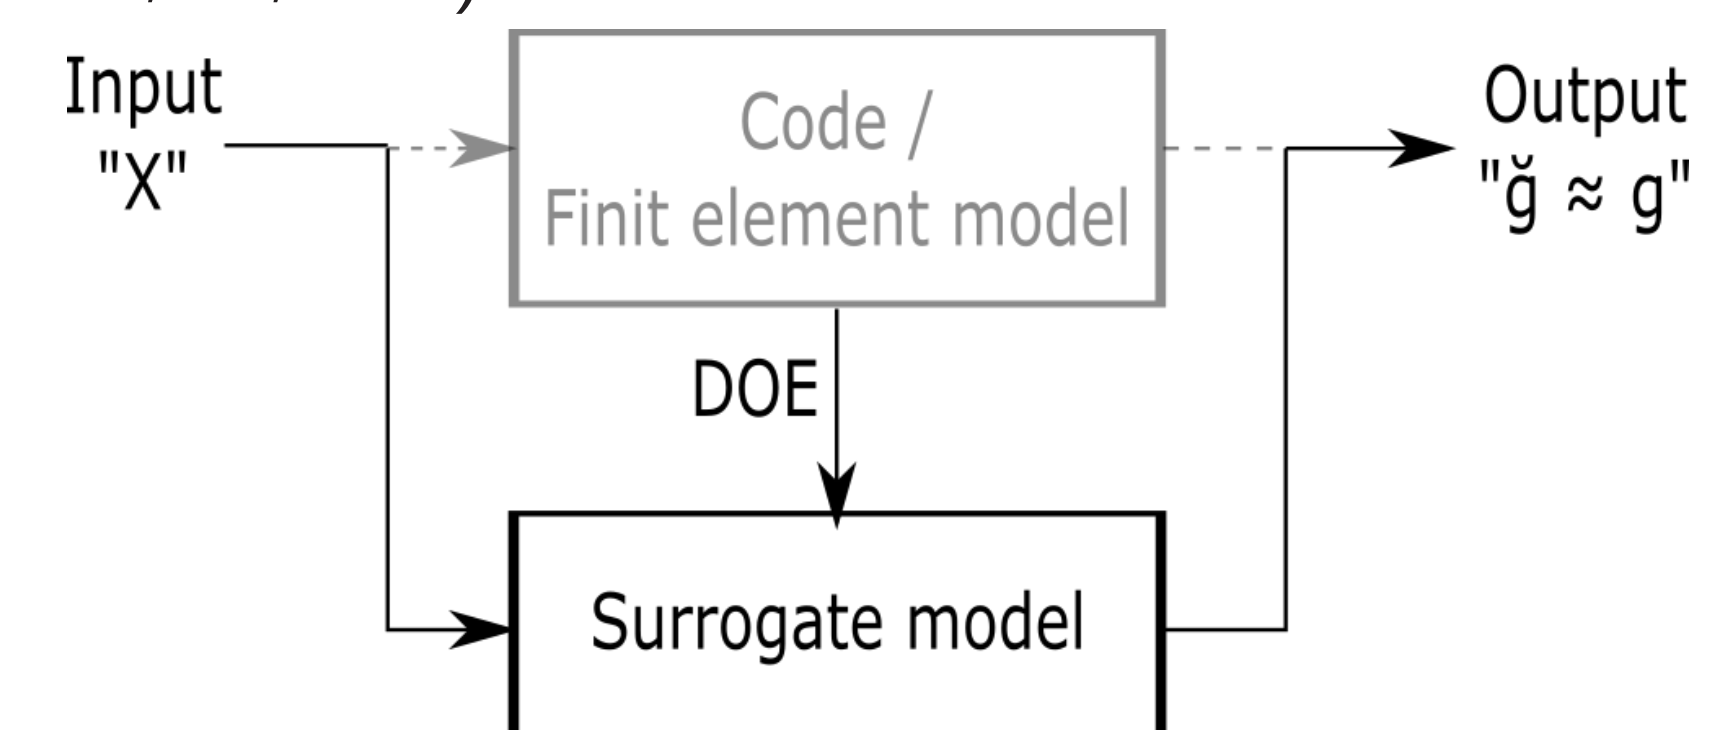 Input
"X"
Code /
Finit element model
Output
"ğ ≈ g"
DOE
Surrogate model